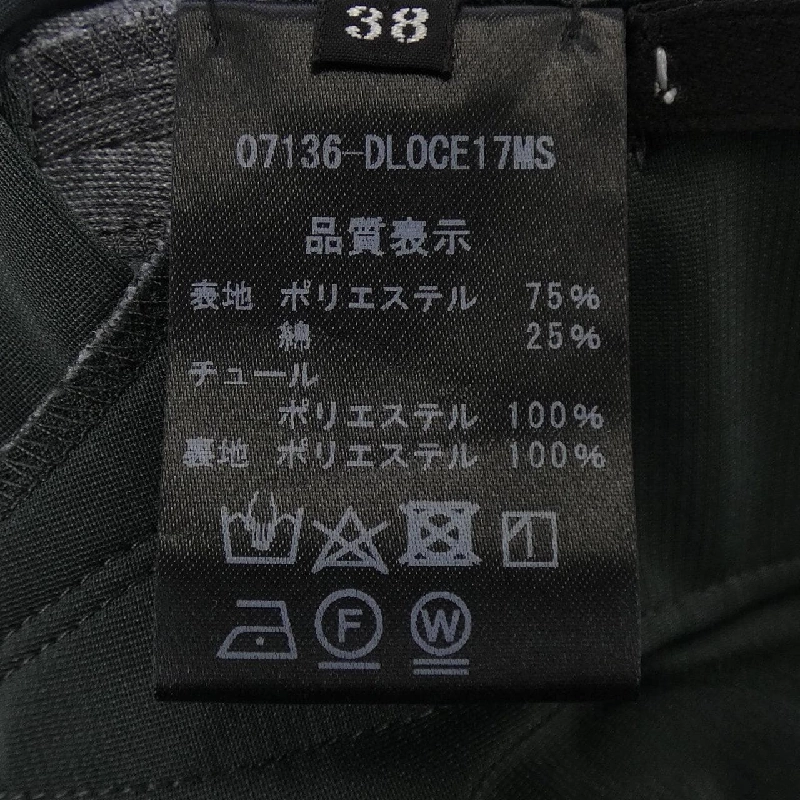 38
07136-DLOCE17MS
品質表示
表地 ポリエステル 75%
綿 25%
チュール
ポリエステル 100%
裏地 ポリエステル 100%
F W